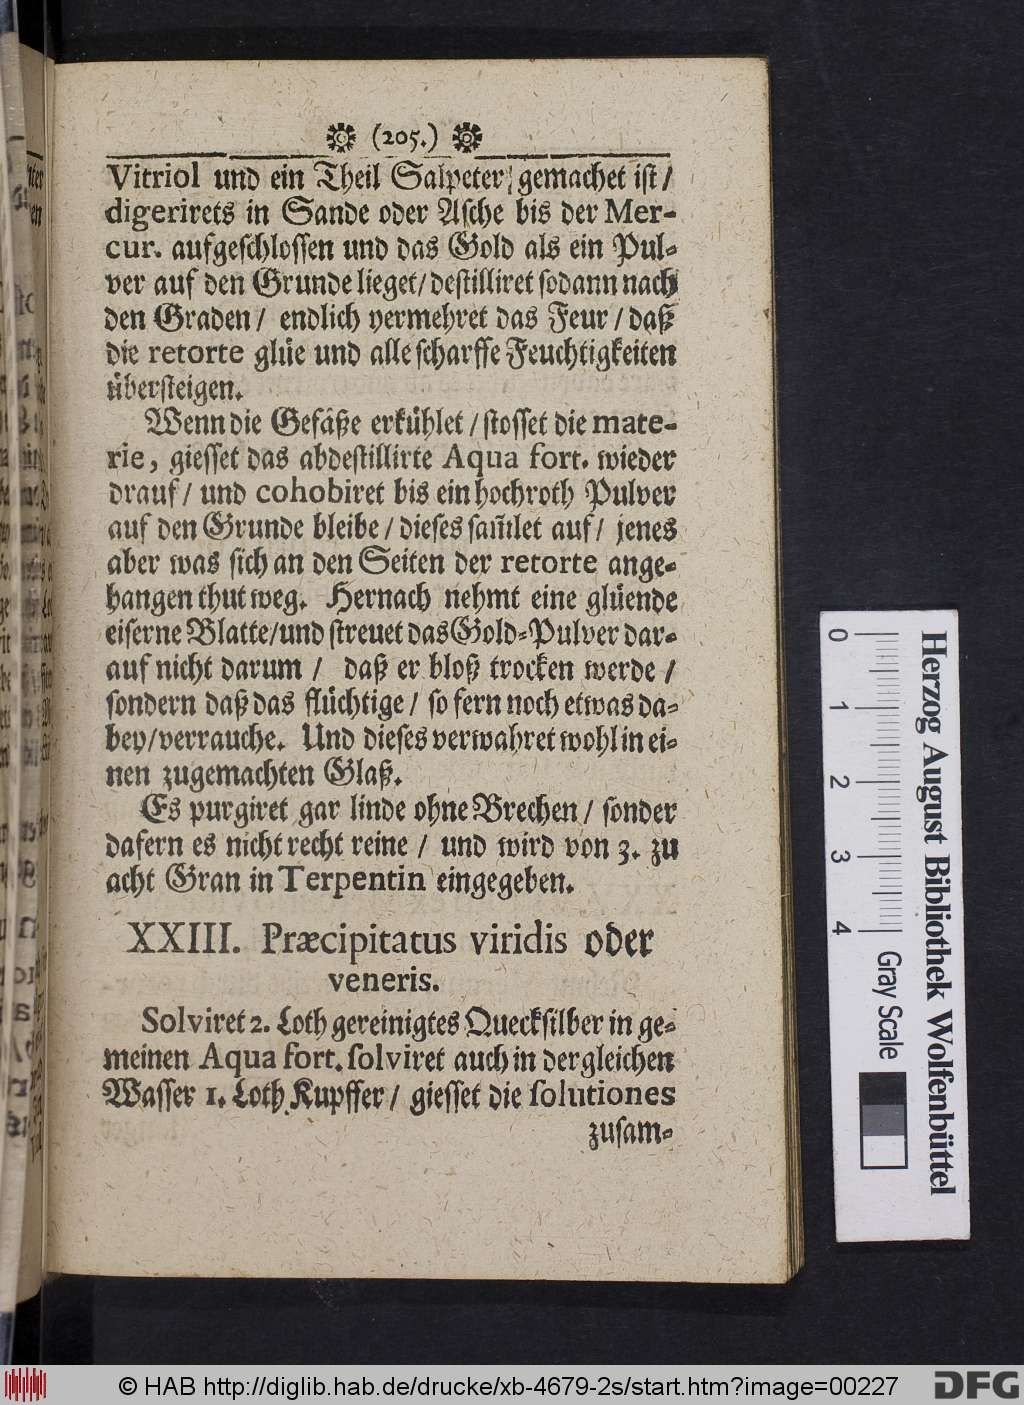 (205.)
Vitriol und ein Theil Salpeter/ gemachet ist/
digerirets in Sande oder Asche bis der Mer-
cur. aufgeschlossen und das Gold als ein Pul-
ver auf den Grunde lieget/ destilliret sodann nach
den Graden/ endlich vermehret das Feur/ daß
die retorte glüe und alle scharffe Feuchtigkeiten
übersteigen.
Wenn die Gefäße erkühlet/ stosset die mate-
rie, giesset das abdestillirte Aqua fort. wieder
drauf/ und cohobiret bis ein hochroth Pulver
auf den Grunde bleibe/ dieses sam̃let auf/ jenes
aber was sich an den Seiten der retorte ange-
hangen thut weg. Hernach nehmt eine glüende
eiserne Blatte/und streuet das Gold-Pulver dar-
auf nicht darum/ daß er bloß trocken werde/
sondern daß das flüchtige/ so fern noch etwas da-
bey/verrauche. Und dieses verwahret wohl in ei-
nen zugemachten Glaß.
Es purgiret gar linde ohne Brechen/ sonder
dafern es nicht recht reine/ und wird von 3. zu
acht Gran in Terpentin eingegeben.
XXIII. Præcipitatus viridis oder
veneris.
Solviret 2. Loth gereinigtes Quecksilber in ge-
meinen Aqua fort. solviret auch in dergleichen
Wasser 1. Loth Kupffer/ giesset die solutiones
zusam-
0 1 2 3 4
Herzog August Bibliothek Wolfenbüttel
Gray Scale
© HAB http://diglib.hab.de/drucke/xb-4679-2s/start.htm?image=00227
DFG